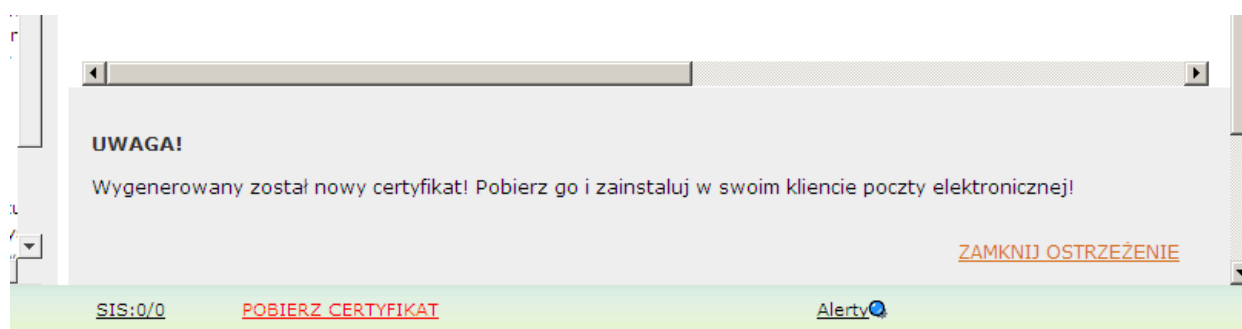 UWAGA!
Wygenerowany został nowy certyfikat! Pobierz go i zainstaluj w swoim kliencie poczty elektronicznej!
ZAMKNIJ OSTRZEŻENIE
SIS:0/0 POBIERZ CERTYFIKAT Alerty